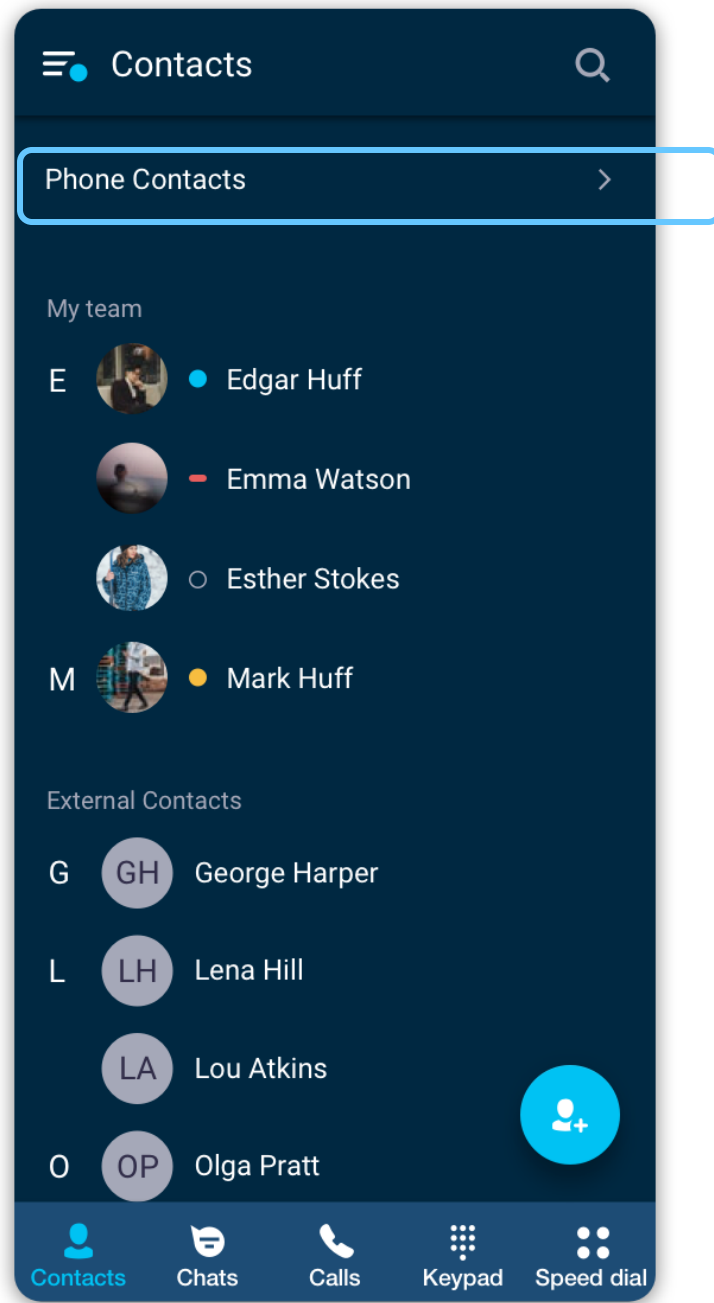 Contacts
Phone Contacts
My team
E Edgar Huff
Emma Watson
Esther Stokes
M Mark Huff
External Contacts
G GH George Harper
L LH Lena Hill
LA Lou Atkins
O OP Olga Pratt
Contacts Chats Calls Keypad Speed dial